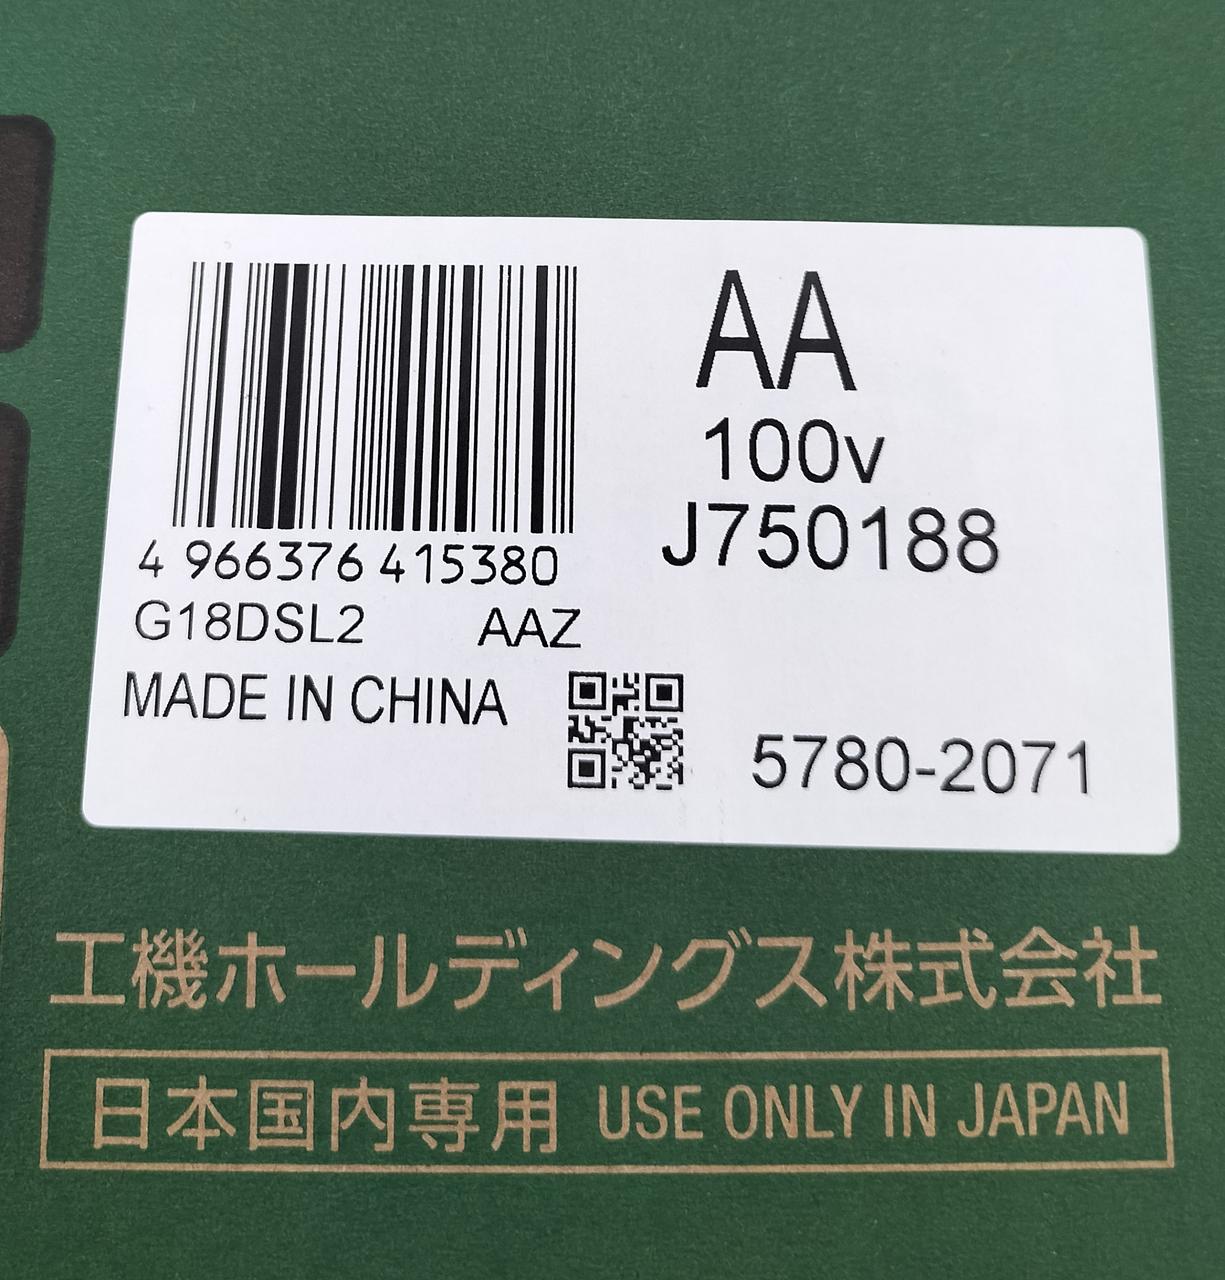 AA
100v
J750188
4 966376 415380
G18DSL2 AAZ
MADE IN CHINA
5780-2071
工機ホールディングス株式会社
日本国内専用 USE ONLY IN JAPAN